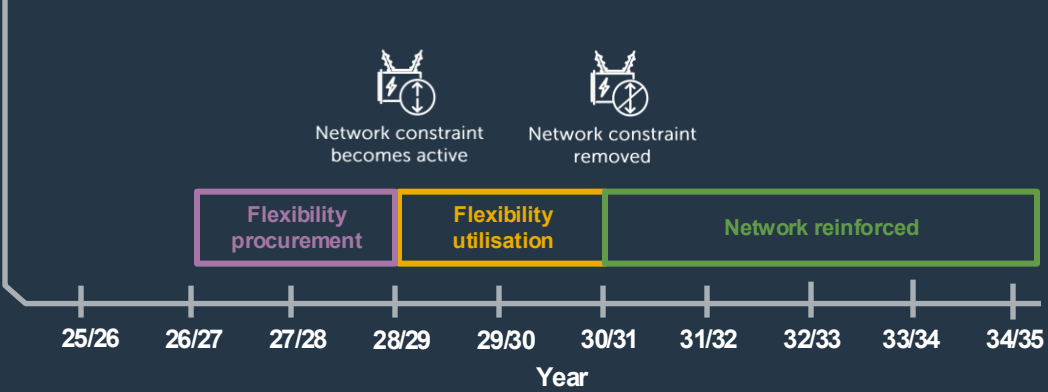 Network constraint
becomes active
Network constraint
removed
Flexibility
procurement
Flexibility
utilisation
Network reinforced
25/26 26/27 27/28 28/29 29/30 30/31 31/32 32/33 33/34 34/35
Year